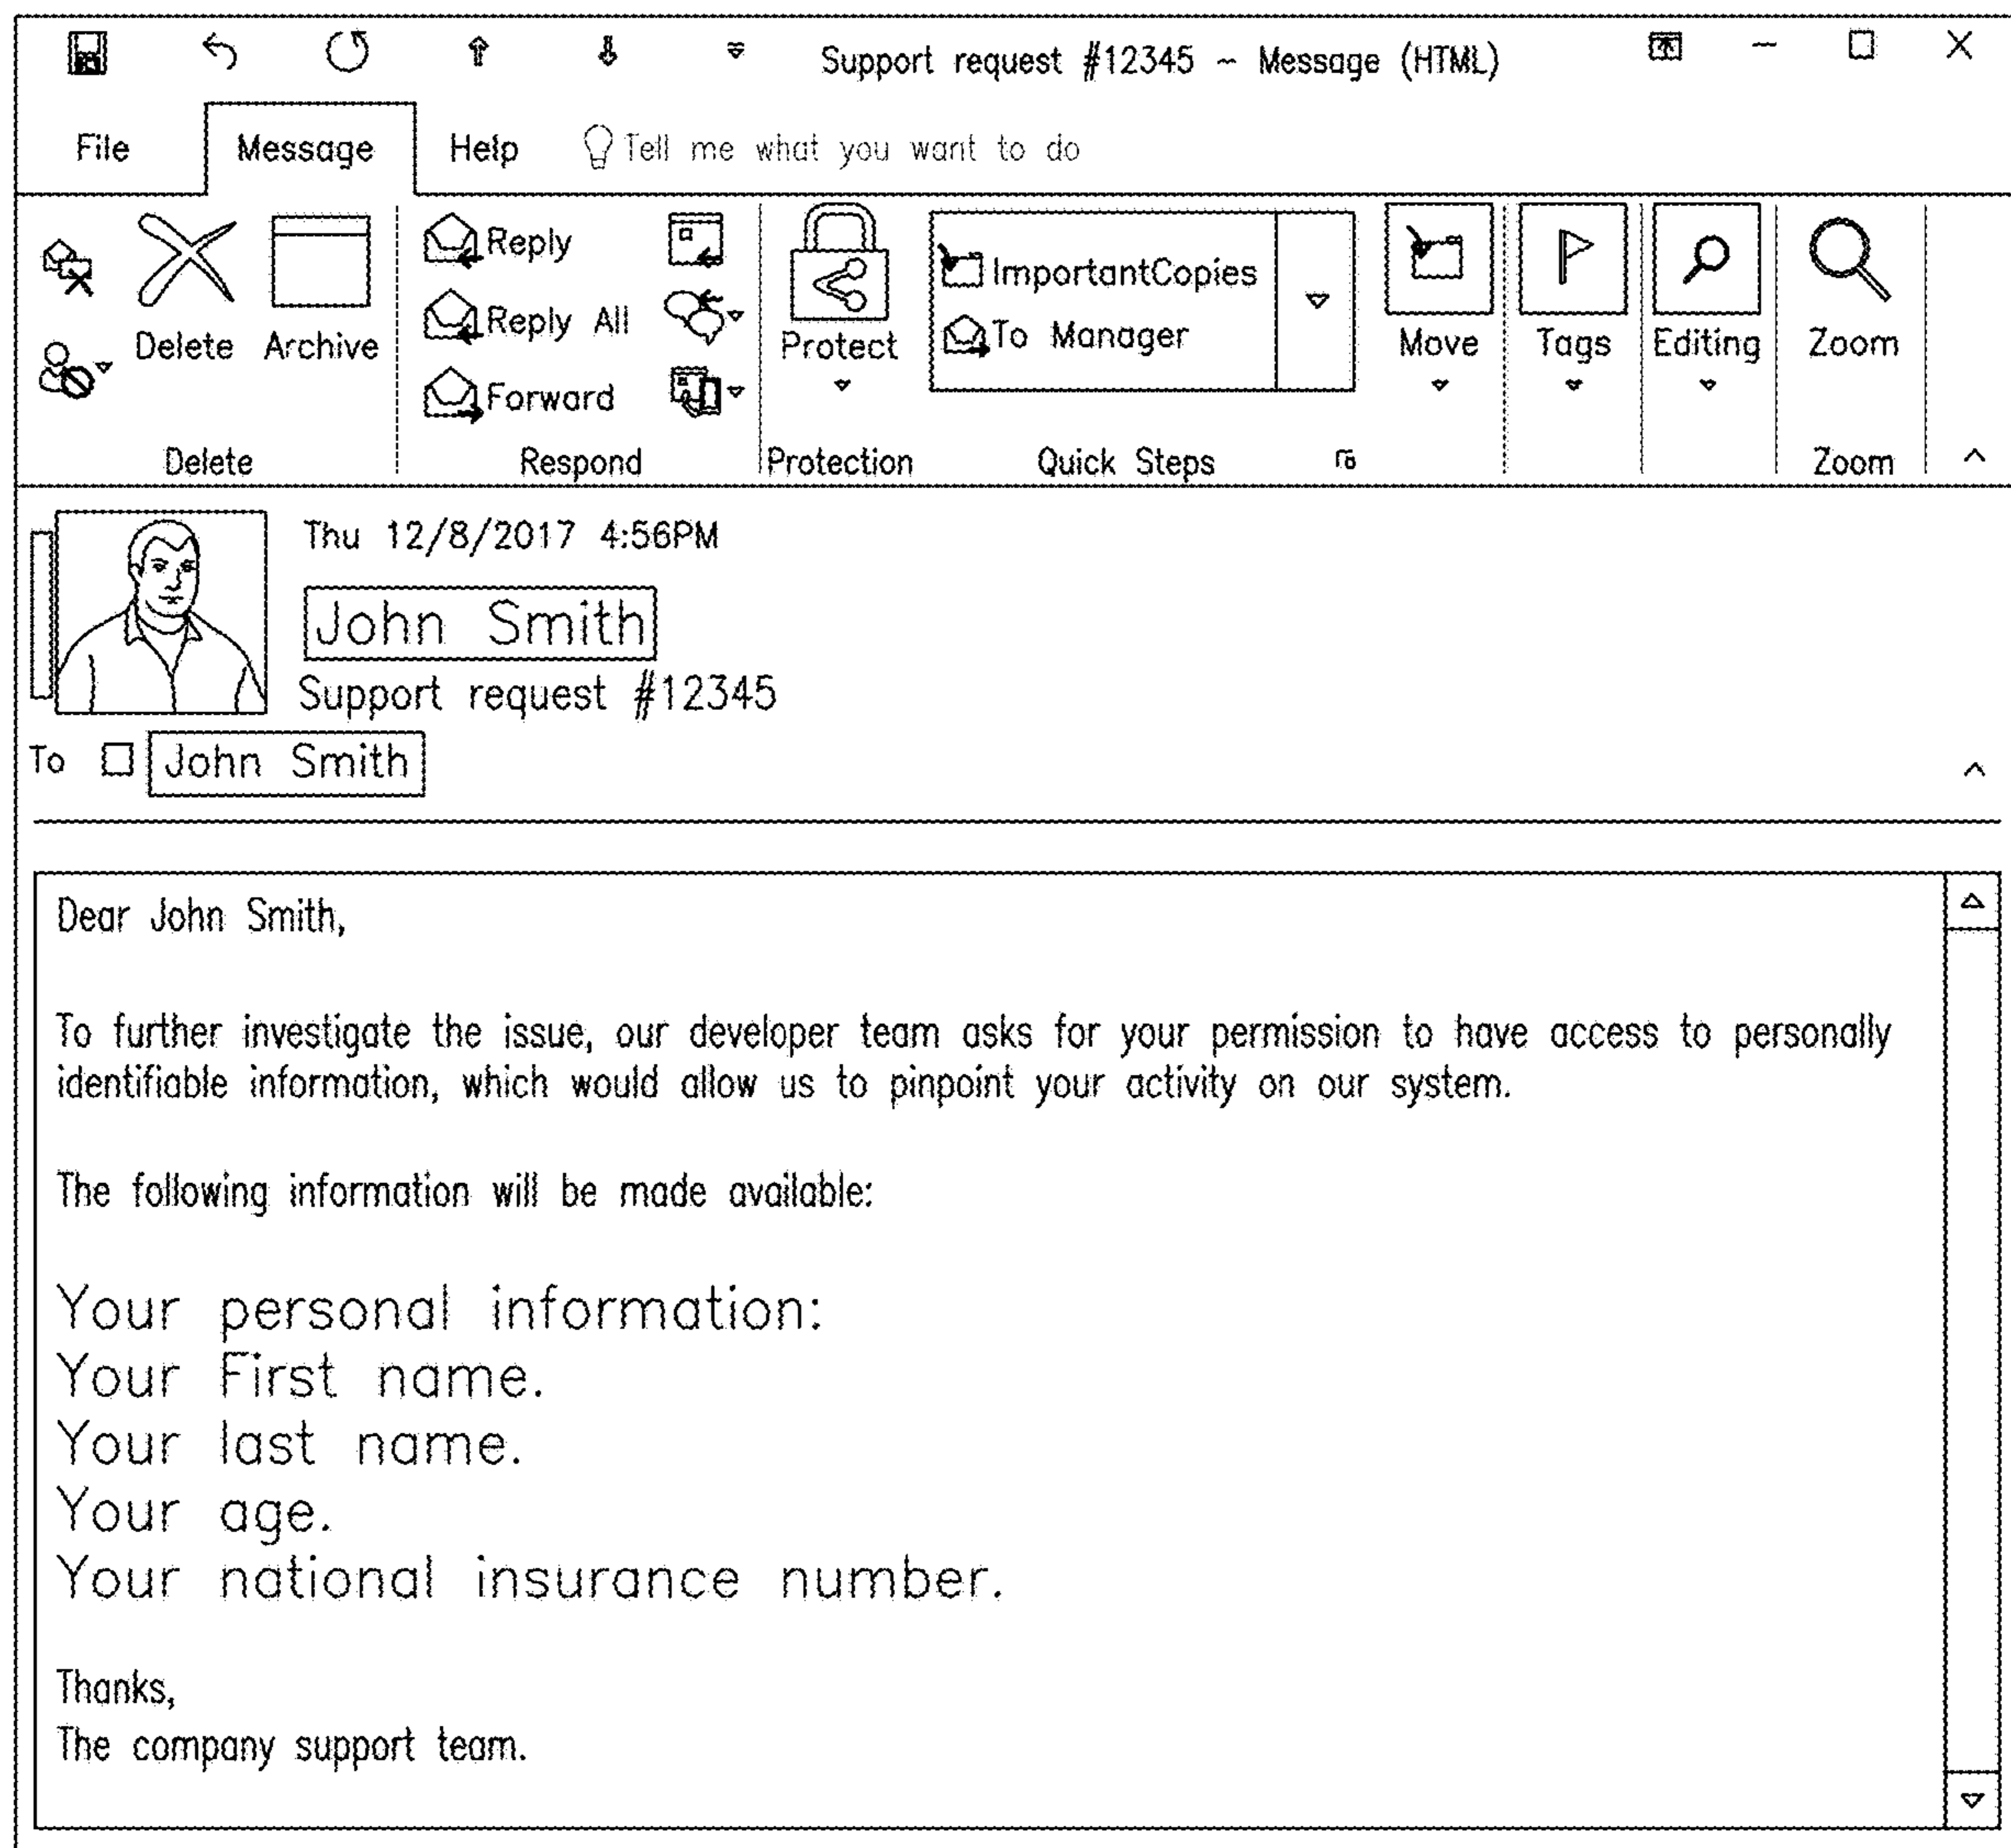 Support request #12345 - Message (HTML)
File Message Help Tell me what you want to do
Delete Archive
Reply
Reply All
Forward
Protect
ImportantCopies
To Manager
Move Tags Editing Zoom
Delete Respond Protection Quick Steps Zoom
Thu 12/8/2017 4:56PM
John Smith
Support request #12345
To John Smith
Dear John Smith,
To further investigate the issue, our developer team asks for your permission to have access to personally
identifiable information, which would allow us to pinpoint your activity on our system.
The following information will be made available:
Your personal information:
Your First name.
Your last name.
Your age.
Your national insurance number.
Thanks,
The company support team.